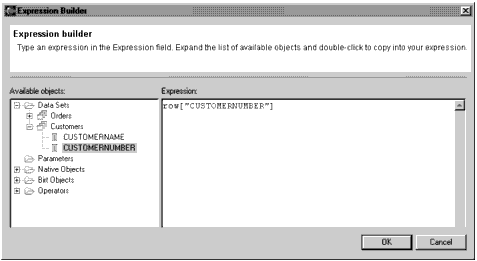 Expression Builder
Expression builder
Type an expression in the Expression field. Expand the list of available objects and double-click to copy into your expression.
Available objects:
Expression:
Data Sets
Orders
Customers
CUSTOMERNAME
CUSTOMERNUMBER
Parameters
Native Objects
Birt Objects
Operators
row["CUSTOMERNUMBER"]
OK
Cancel